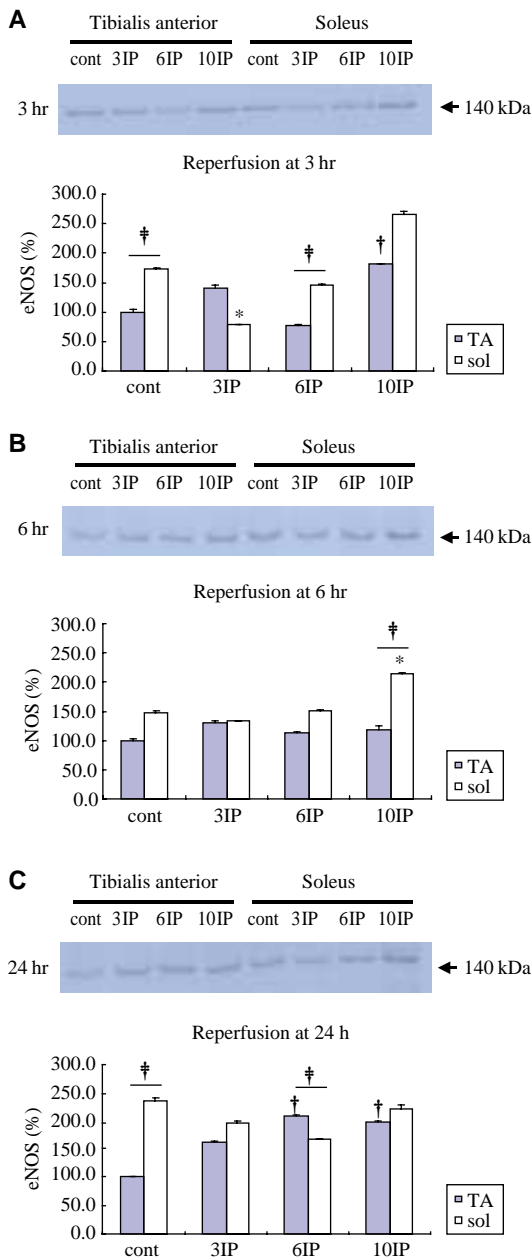 A
Tibialis anterior Soleus
cont 3IP 6IP 10IP cont 3IP 6IP 10IP
3 hr 140 kDa
Reperfusion at 3 hr
eNOS (%)
300.0
250.0
200.0
150.0
100.0
50.0
0.0
‡ * ‡ †
cont 3IP 6IP 10IP
TA
sol
B
Tibialis anterior Soleus
cont 3IP 6IP 10IP cont 3IP 6IP 10IP
6 hr 140 kDa
Reperfusion at 6 hr
eNOS (%)
300.0
250.0
200.0
150.0
100.0
50.0
0.0
‡
*
cont 3IP 6IP 10IP
TA
sol
C
Tibialis anterior Soleus
cont 3IP 6IP 10IP cont 3IP 6IP 10IP
24 hr 140 kDa
Reperfusion at 24 h
eNOS (%)
300.0
250.0
200.0
150.0
100.0
50.0
0.0
‡ ‡
† †
cont 3IP 6IP 10IP
TA
sol